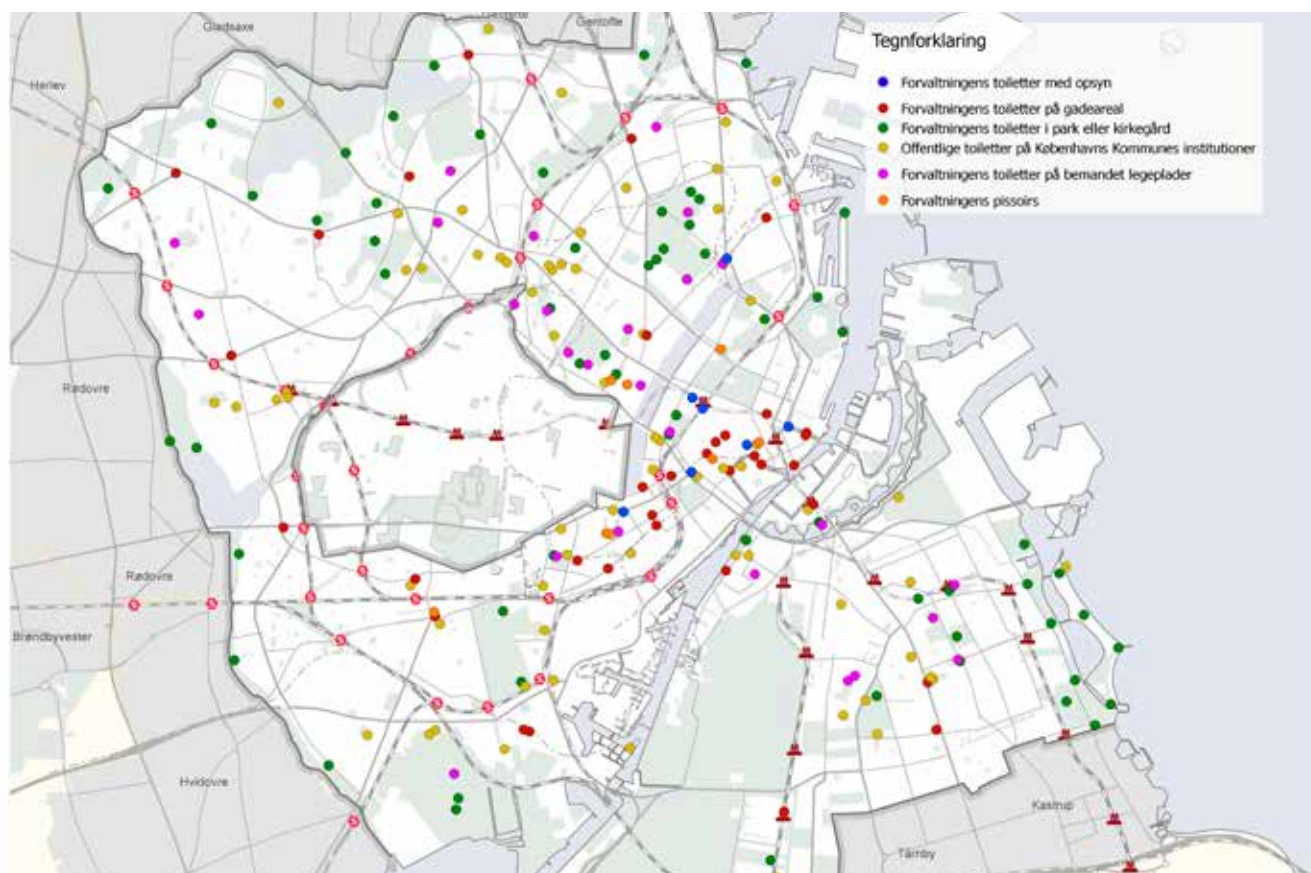 Gladsaxe
Gentofte
Herlev
Rødovre
Rødovre
Brøndbyvester
Hvidovre
Kastrup
Tårnby
Tegnforklaring
Forvaltningens toiletter med opsyn
Forvaltningens toiletter på gadeareal
Forvaltningens toiletter i park eller kirkegård
Offentlige toiletter på Københavns Kommunes institutioner
Forvaltningens toiletter på bemandet legeplader
Forvaltningens pissoirs